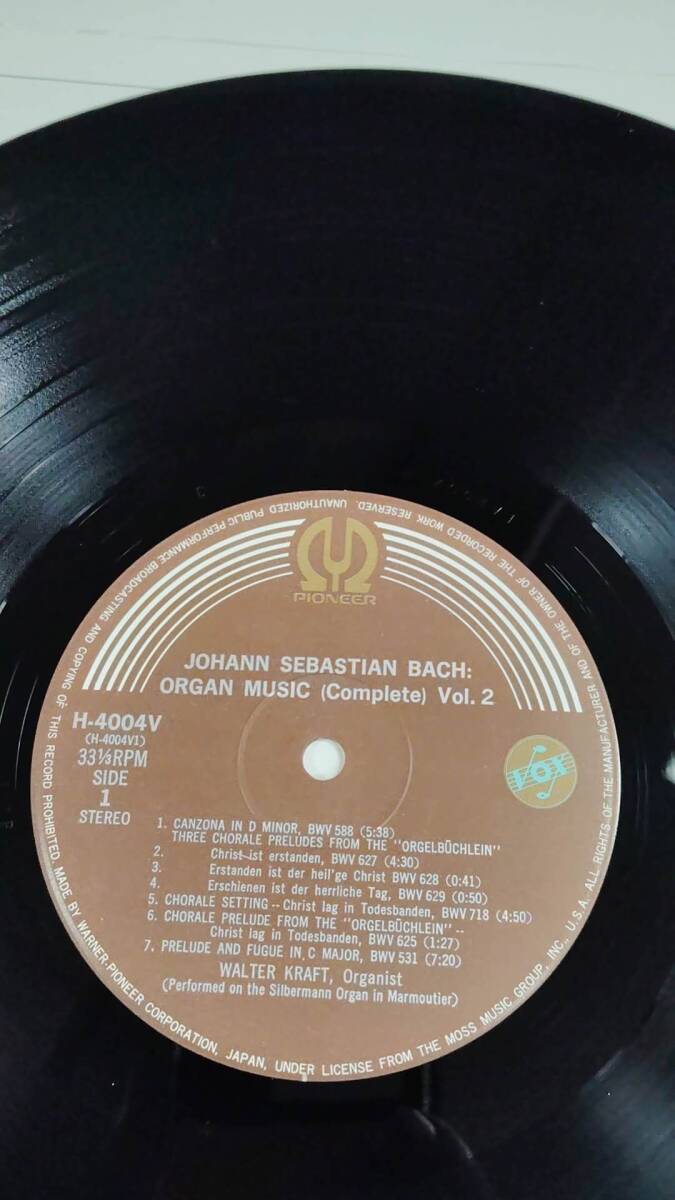 PIONEER
JOHANN SEBASTIAN BACH:
ORGAN MUSIC (Complete) Vol. 2
H-4004V
(H-4004V1)
33⅓RPM
SIDE
1
STEREO
VOX
1. CANZONA IN D MINOR, BWV 588 (5:38)
THREE CHORALE PRELUDES FROM THE "ORGELBÜCHLEIN"
2. Christ ist erstanden, BWV 627 (4:30)
3. Erstanden ist der heil'ge Christ BWV 628 (0:41)
4. Erschienen ist der herrliche Tag, BWV 629 (0:50)
5. CHORALE SETTING -- Christ lag in Todesbanden, BWV 718 (4:50)
6. CHORALE PRELUDE FROM THE "ORGELBUCHLEIN" --
Christ lag in Todesbanden, BWV 625 (1:27)
7. PRELUDE AND FUGUE IN C MAJOR, BWV 531 (7:20)
WALTER KRAFT, Organist
(Performed on the Silbermann Organ in Marmoutier)
MADE BY WARNER-PIONEER CORPORATION, JAPAN, UNDER LICENSE FROM THE MOSS MUSIC GROUP, INC., U.S.A. ALL RIGHTS OF THE MANUFACTURER AND OF THE OWNER OF THE RECORDED WORK RESERVED. UNAUTHORIZED PUBLIC PERFORMANCE BROADCASTING AND COPYING OF THIS RECORD PROHIBITED.